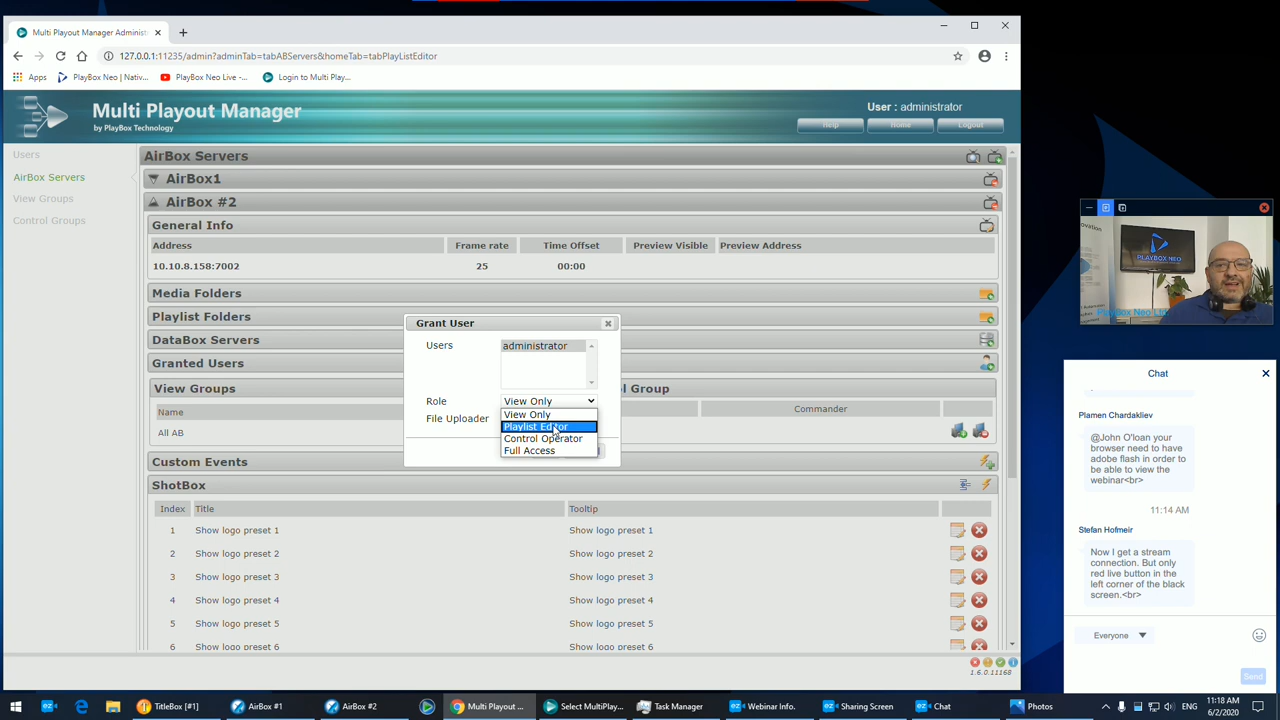 Multi Playout Manager Administ
127.0.0.1:11235/admin?adminTab=tabABServers&homeTab=tabPlayListEditor
Apps
PlayBox Neo | Nativ...
PlayBox Neo Live -...
Login to Multi Play...
Multi Playout Manager
by PlayBox Technology
User : administrator
Help
Home
Logout
Users
AirBox Servers
View Groups
Control Groups
AirBox Servers
AirBox1
AirBox #2
General Info
Address Frame rate Time Offset Preview Visible Preview Address
10.10.8.158:7002 25 00:00
Media Folders
Playlist Folders
DataBox Servers
Granted Users
View Groups
l Group
Name
Commander
All AB
Custom Events
ShotBox
Index Title Tooltip
1 Show logo preset 1 Show logo preset 1
2 Show logo preset 2 Show logo preset 2
3 Show logo preset 3 Show logo preset 3
4 Show logo preset 4 Show logo preset 4
5 Show logo preset 5 Show logo preset 5
6 Show logo preset 6 Show logo preset 6
1.6.0.11168
Grant User
Users
administrator
Role
View Only
File Uploader
View Only
Playlist Editor
Control Operator
Full Access
PLAYBOX NEO
Playbox Neo LTD
Chat
Plamen Chardakliev
@John O'loan your
browser need to have
adobe flash in order to
be able to view the
webinar<br>
11:14 AM
Stefan Hofmeir
Now I get a stream
connection. But only
red live button in the
left corner of the black
screen.<br>
Everyone
Send
TitleBox [#1]
AirBox #1
AirBox #2
Multi Playout ...
Select MultiPlay...
Task Manager
Webinar Info.
Sharing Screen
Chat
Photos
11:18 AM
6/2/2020